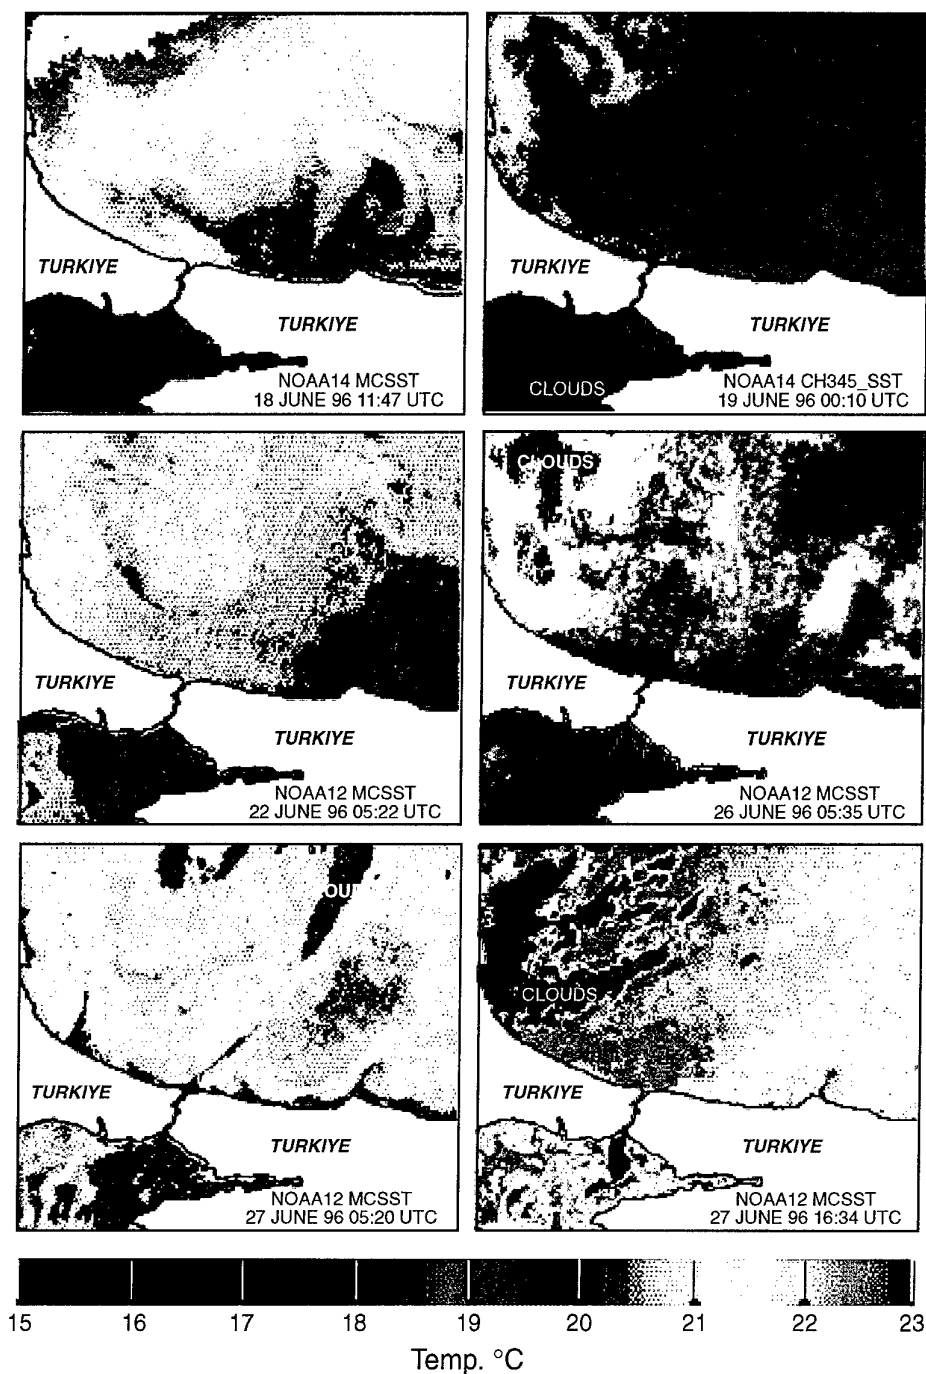 TURKIYE
TURKIYE
NOAA14 MCSST
18 JUNE 96 11:47 UTC
TURKIYE
TURKIYE
CLOUDS
NOAA14 CH345_SST
19 JUNE 96 00:10 UTC
TURKIYE
TURKIYE
NOAA12 MCSST
22 JUNE 96 05:22 UTC
CLOUDS
TURKIYE
TURKIYE
NOAA12 MCSST
26 JUNE 96 05:35 UTC
TURKIYE
TURKIYE
NOAA12 MCSST
27 JUNE 96 05:20 UTC
CLOUDS
TURKIYE
TURKIYE
NOAA12 MCSST
27 JUNE 96 16:34 UTC
15 16 17 18 19 20 21 22 23
Temp. °C